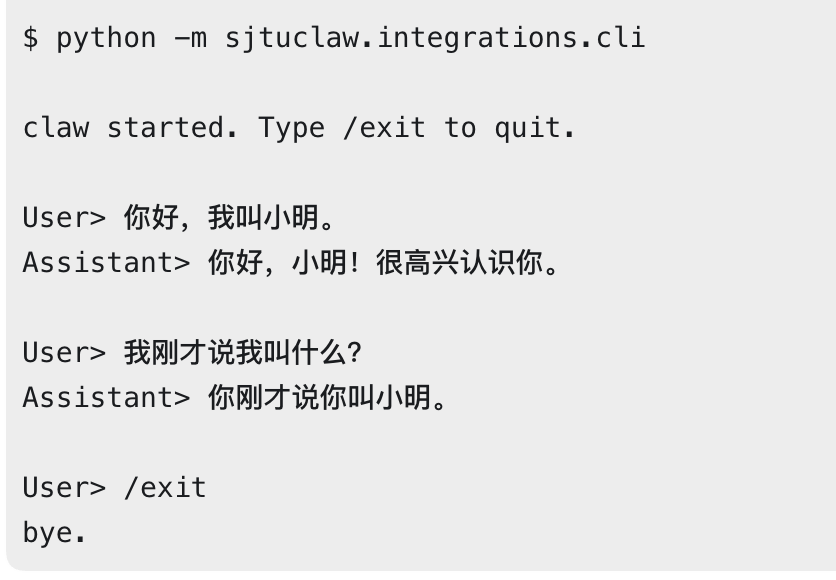 $ python -m sjtuclaw.integrations.cli
claw started. Type /exit to quit.
User> 你好，我叫小明。
Assistant> 你好，小明！很高兴认识你。
User> 我刚才说我叫什么？
Assistant> 你刚才说你叫小明。
User> /exit
bye.